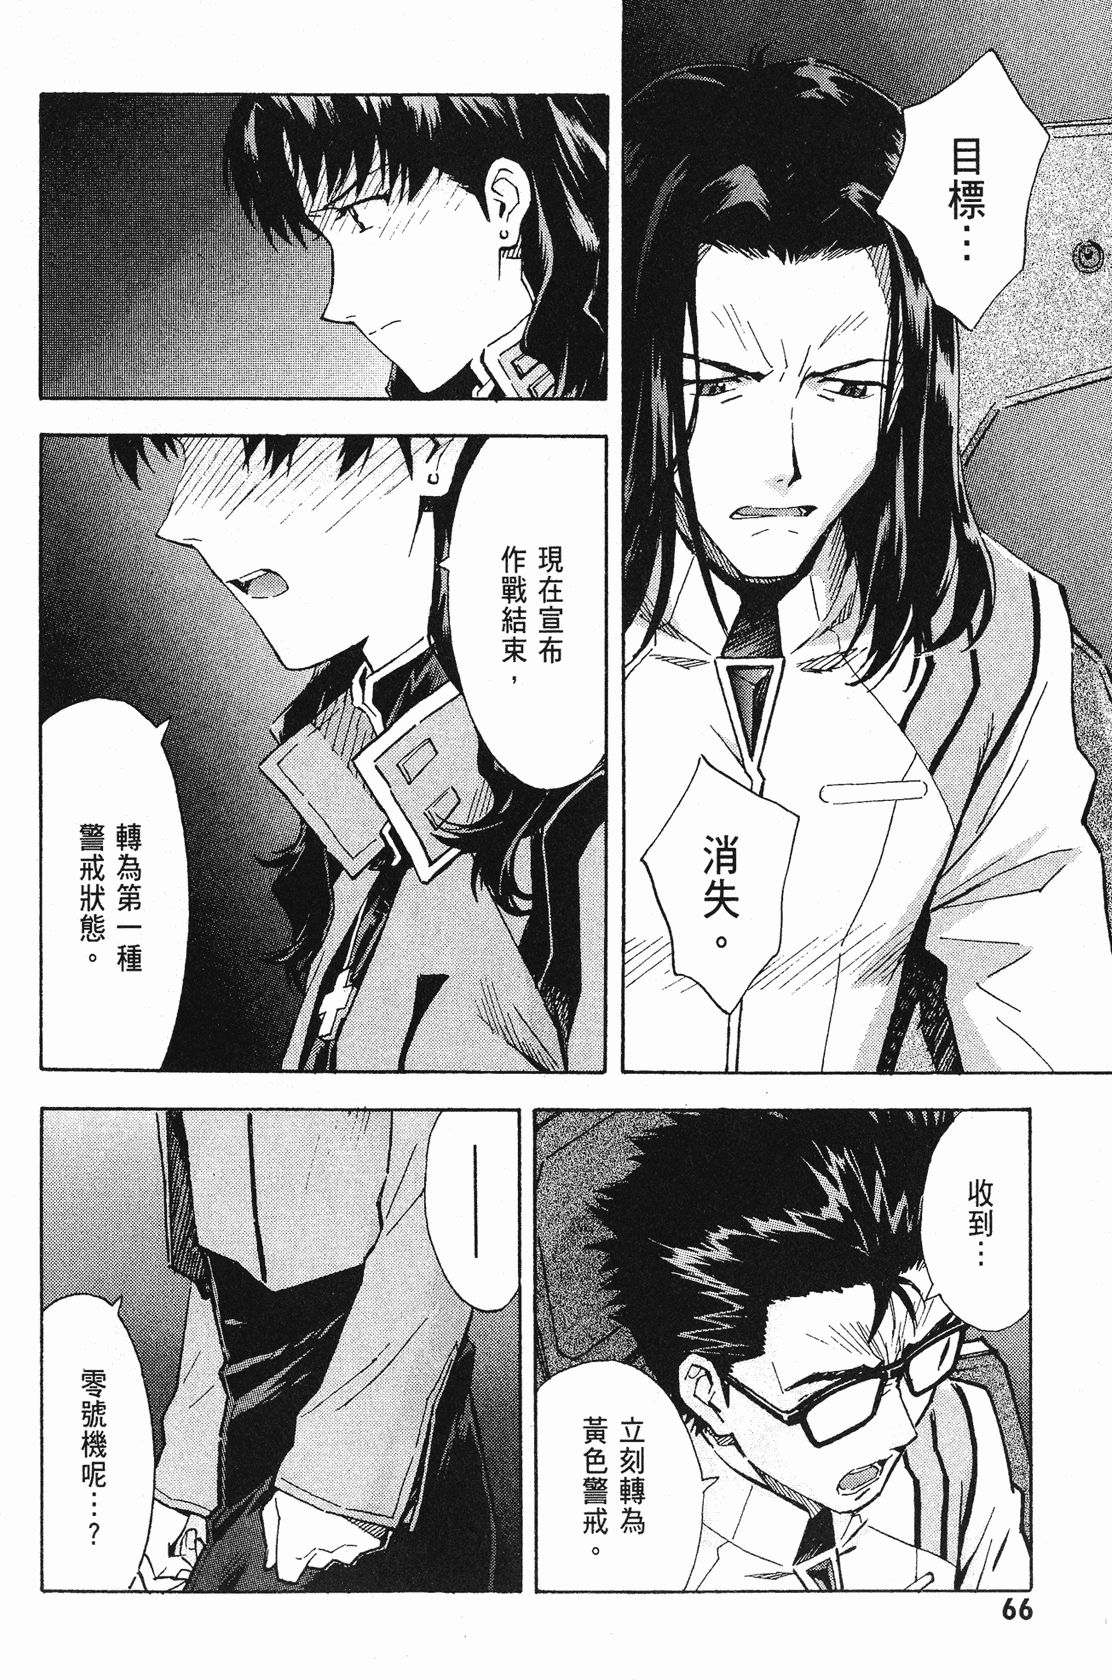 目標…
消失。
現在宣布
作戰結束，
轉為第一種
警戒狀態。
收到…
立刻轉為
黃色警戒。
—
零號機呢…?
66